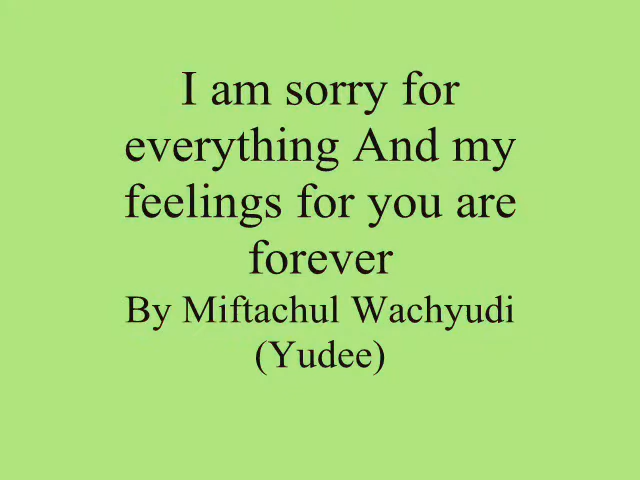 I am sorry for
everything And my
feelings for you are
forever
By Miftachul Wachyudi
(Yudee)